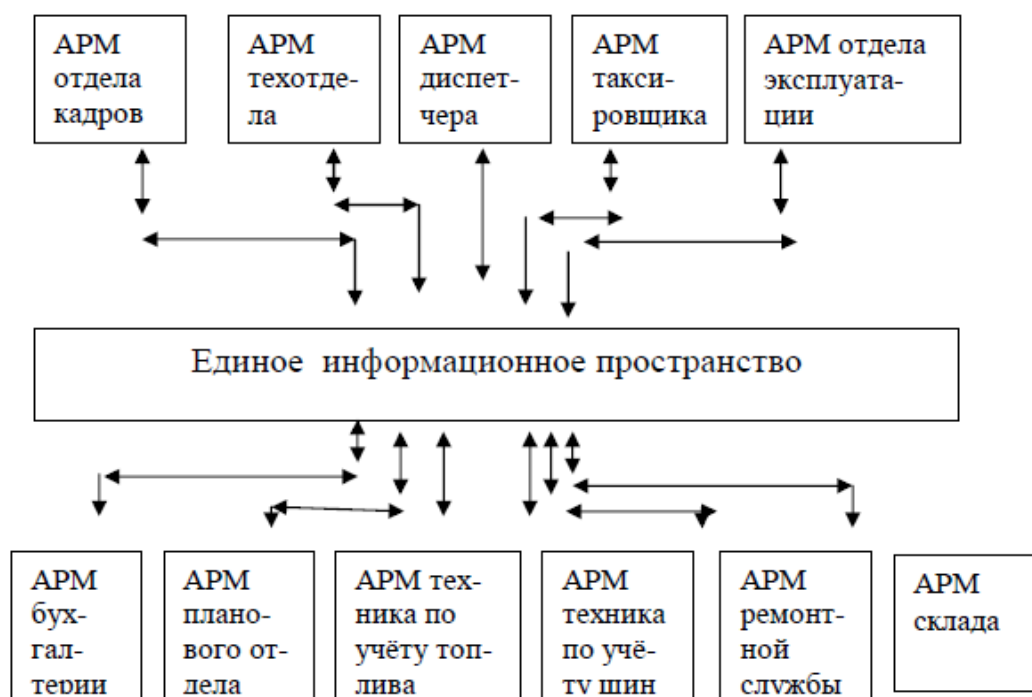 АРМ
отдела
кадров
АРМ
техотде-
ла
АРМ
диспет-
чера
АРМ
такси-
ровщика
АРМ отдела
эксплуата-
ции
Единое информационное пространство
АРМ
бух-
гал-
терии
АРМ
плано-
вого от-
дела
АРМ тех-
ника по
учёту топ-
лива
АРМ
техника
по учё-
ту шин
АРМ
ремонт-
ной
службы
АРМ
склада